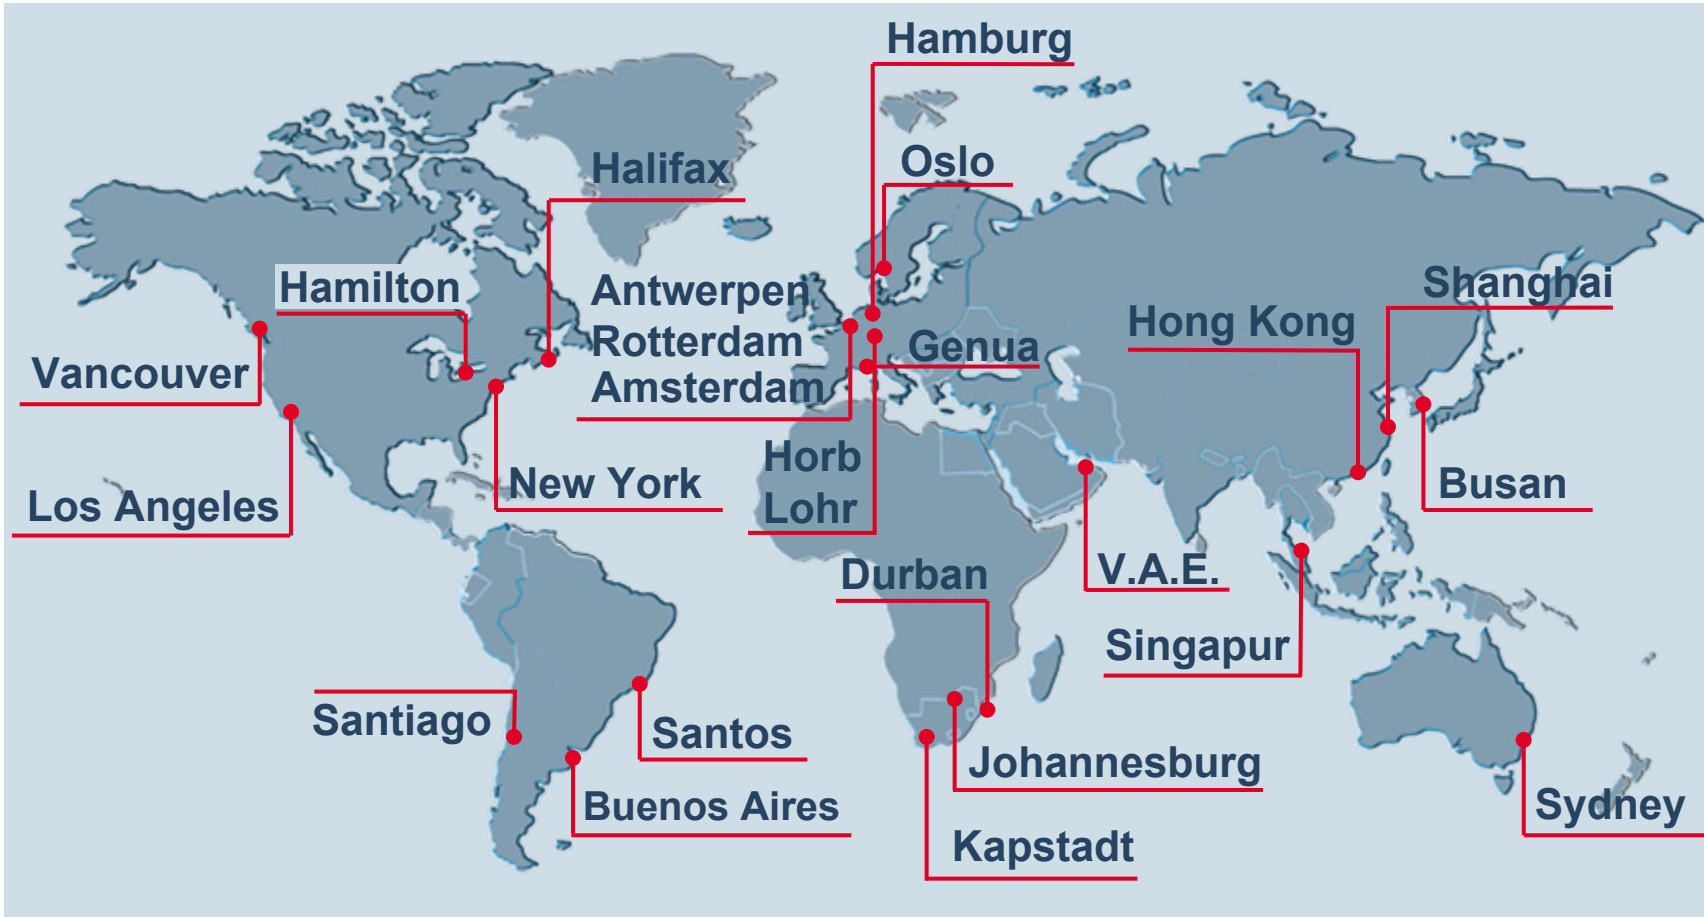 Hamburg
Halifax
Oslo
Hamilton
Antwerpen
Rotterdam
Amsterdam
Genua
Shanghai
Hong Kong
Vancouver
Los Angeles
New York
Horb
Lohr
Busan
Durban
V.A.E.
Singapur
Santiago
Santos
Buenos Aires
Johannesburg
Kapstadt
Sydney